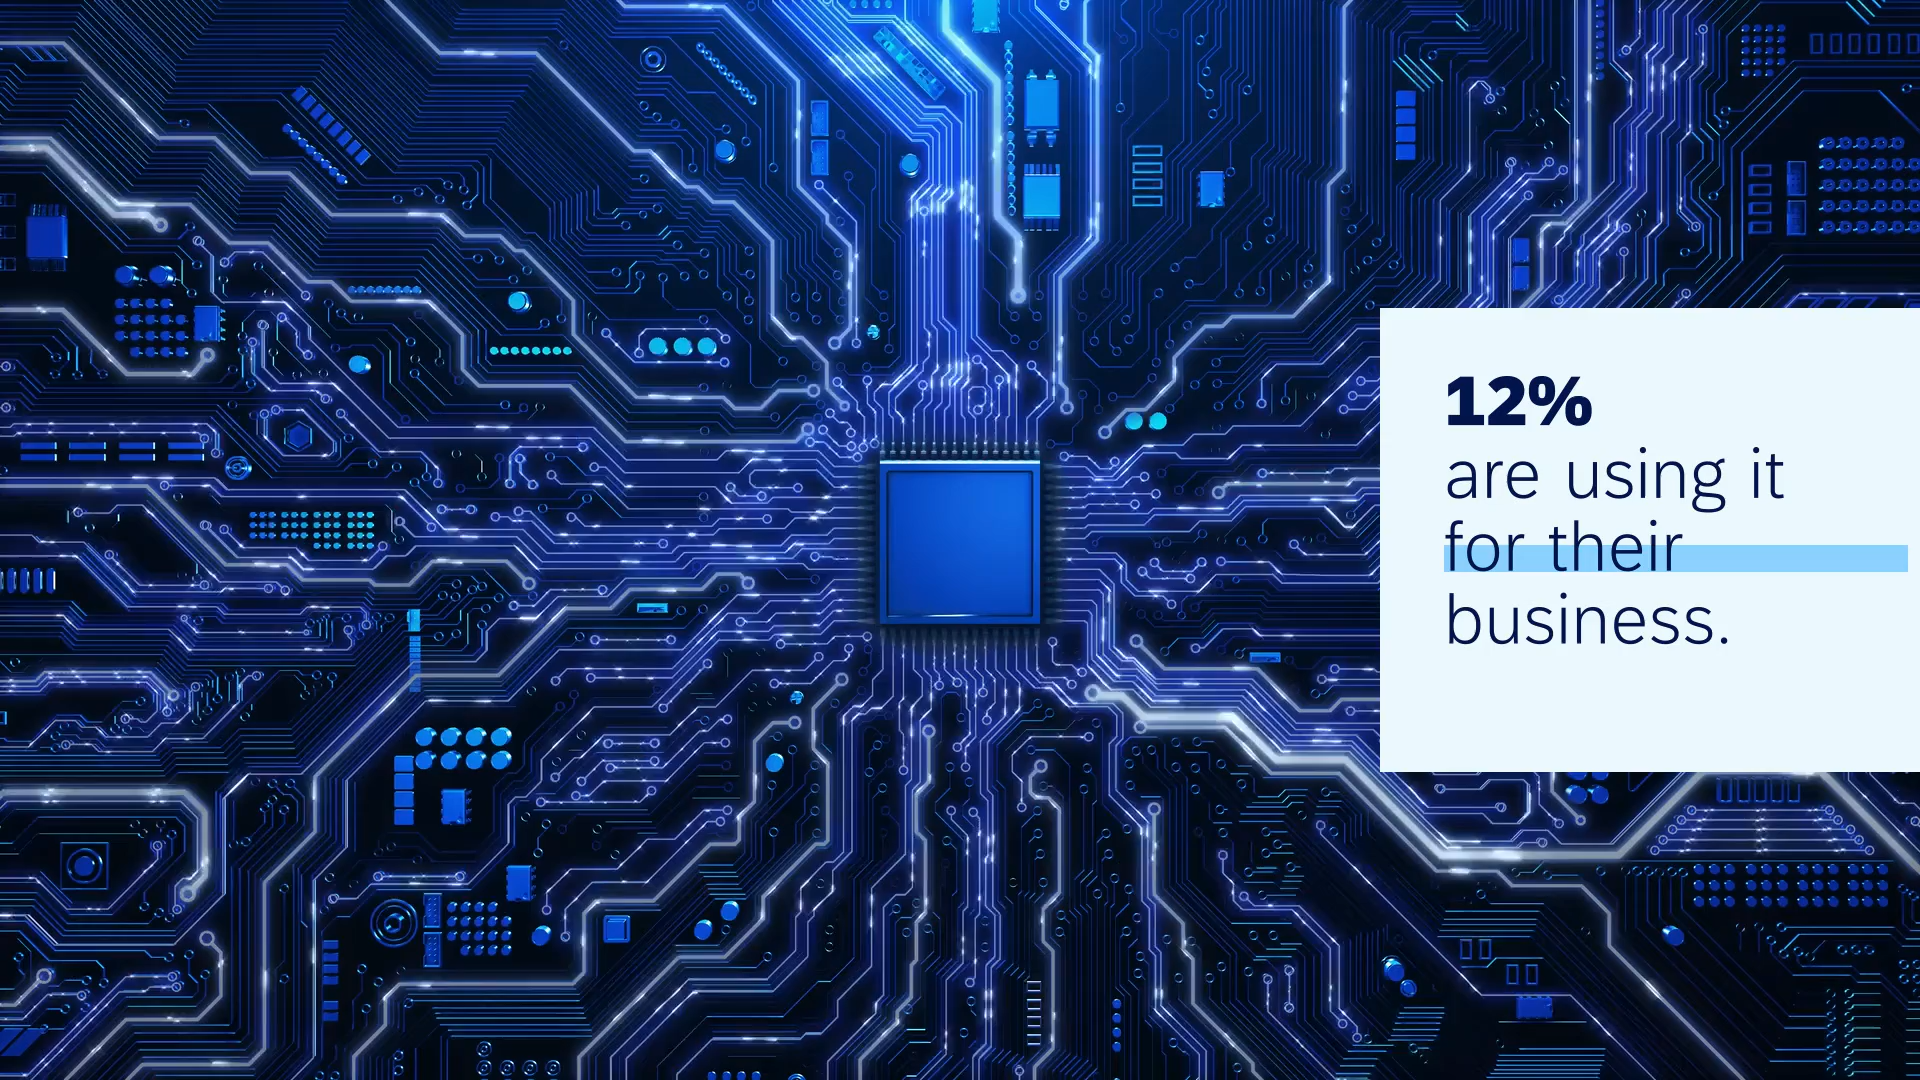 12%
are using it
for their
business.